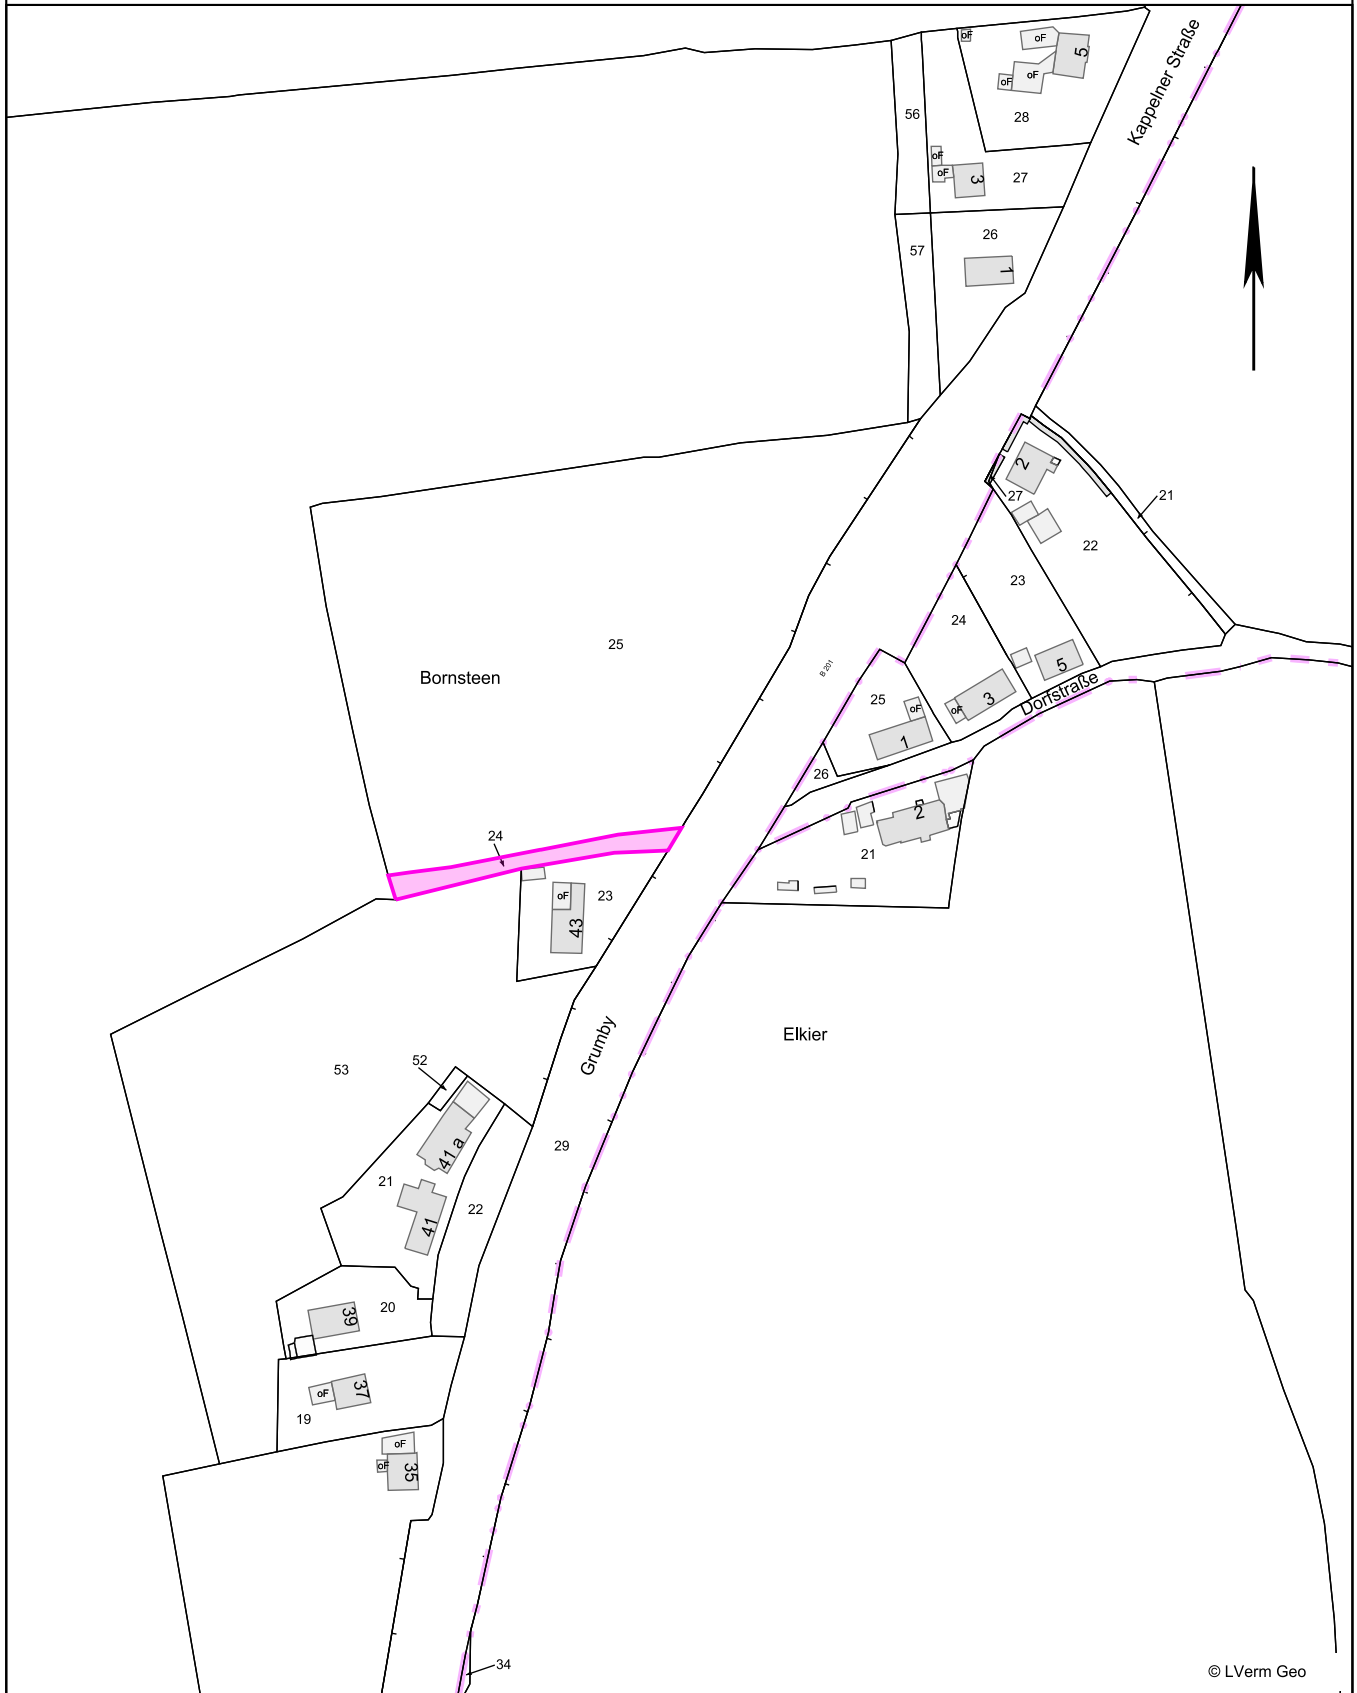 oF
oF
5
oF
oF
56
28
Kappelner Straße
oF
oF
3
27
57
26
1
2
27
21
22
23
24
25
Bornsteen
B 201
25
oF
5
3
oF
Dorfstraße
1
26
24
2
21
23
oF
43
Grumby
Elkier
53
52
29
41 a
21
22
41
20
39
oF
37
19
oF
oF
35
34
© LVerm Geo